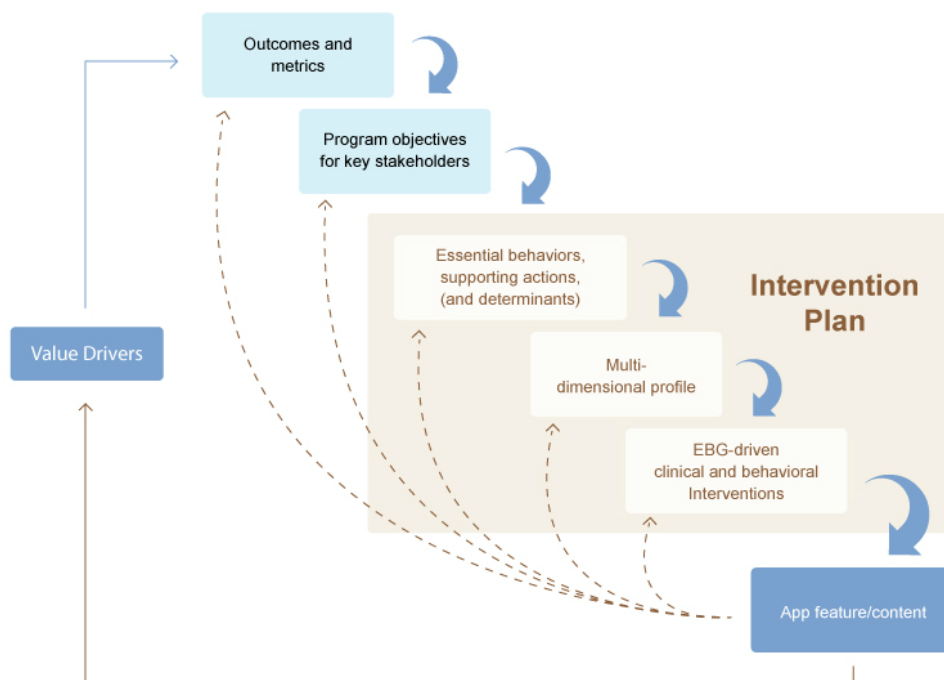 Outcomes and
metrics
Program objectives
for key stakeholders
Essential behaviors,
supporting actions,
(and determinants)
Intervention
Plan
Value Drivers
Multi-
dimensional profile
EBG-driven
clinical and behavioral
Interventions
App feature/content